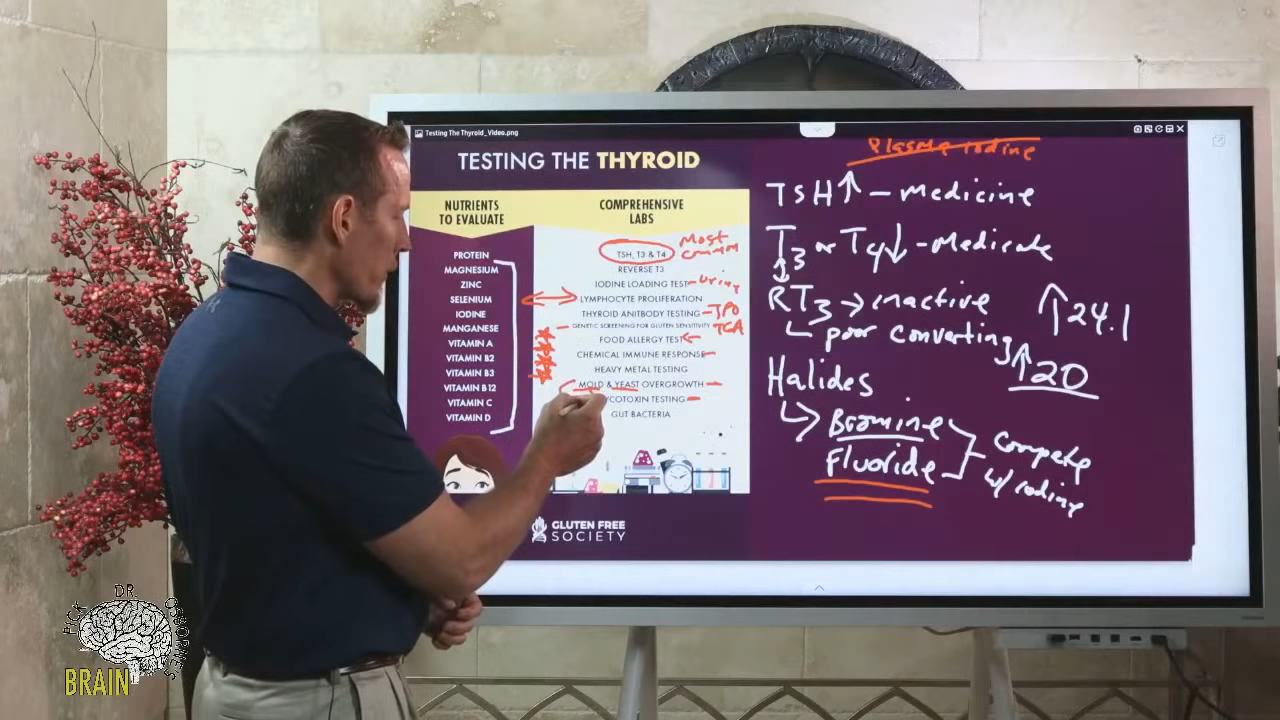 Testing The Thyroid_Video.png
TESTING THE THYROID
NUTRIENTS
TO EVALUATE
PROTEIN
MAGNESIUM
ZINC
SELENIUM
IODINE
MANGANESE
VITAMIN A
VITAMIN B2
VITAMIN B3
VITAMIN B12
VITAMIN C
VITAMIN D
COMPREHENSIVE
LABS
TSH, T3 & T4
Most
common
REVERSE T3
IODINE LOADING TEST - Urine
LYMPHOCYTE PROLIFERATION
THYROID ANITBODY TESTING - TPO
TGA
GENETIC SCREENING FOR GLUTEN SENSITIVITY
FOOD ALLERGY TEST
CHEMICAL IMMUNE RESPONSE
HEAVY METAL TESTING
MOLD & YEAST OVERGROWTH
YCOTOXIN TESTING
GUT BACTERIA
GLUTEN FREE
SOCIETY
Plasma iodine
TSH ↑ - Medicine
T3 or T4 ↓ - Medicate
RT3 → inactive
↑ 24.1
poor converting
↑ 20
Halides
Bromine
Fluoride
Compete
w/ iodine
PICK DR OSBORNES
BRAIN